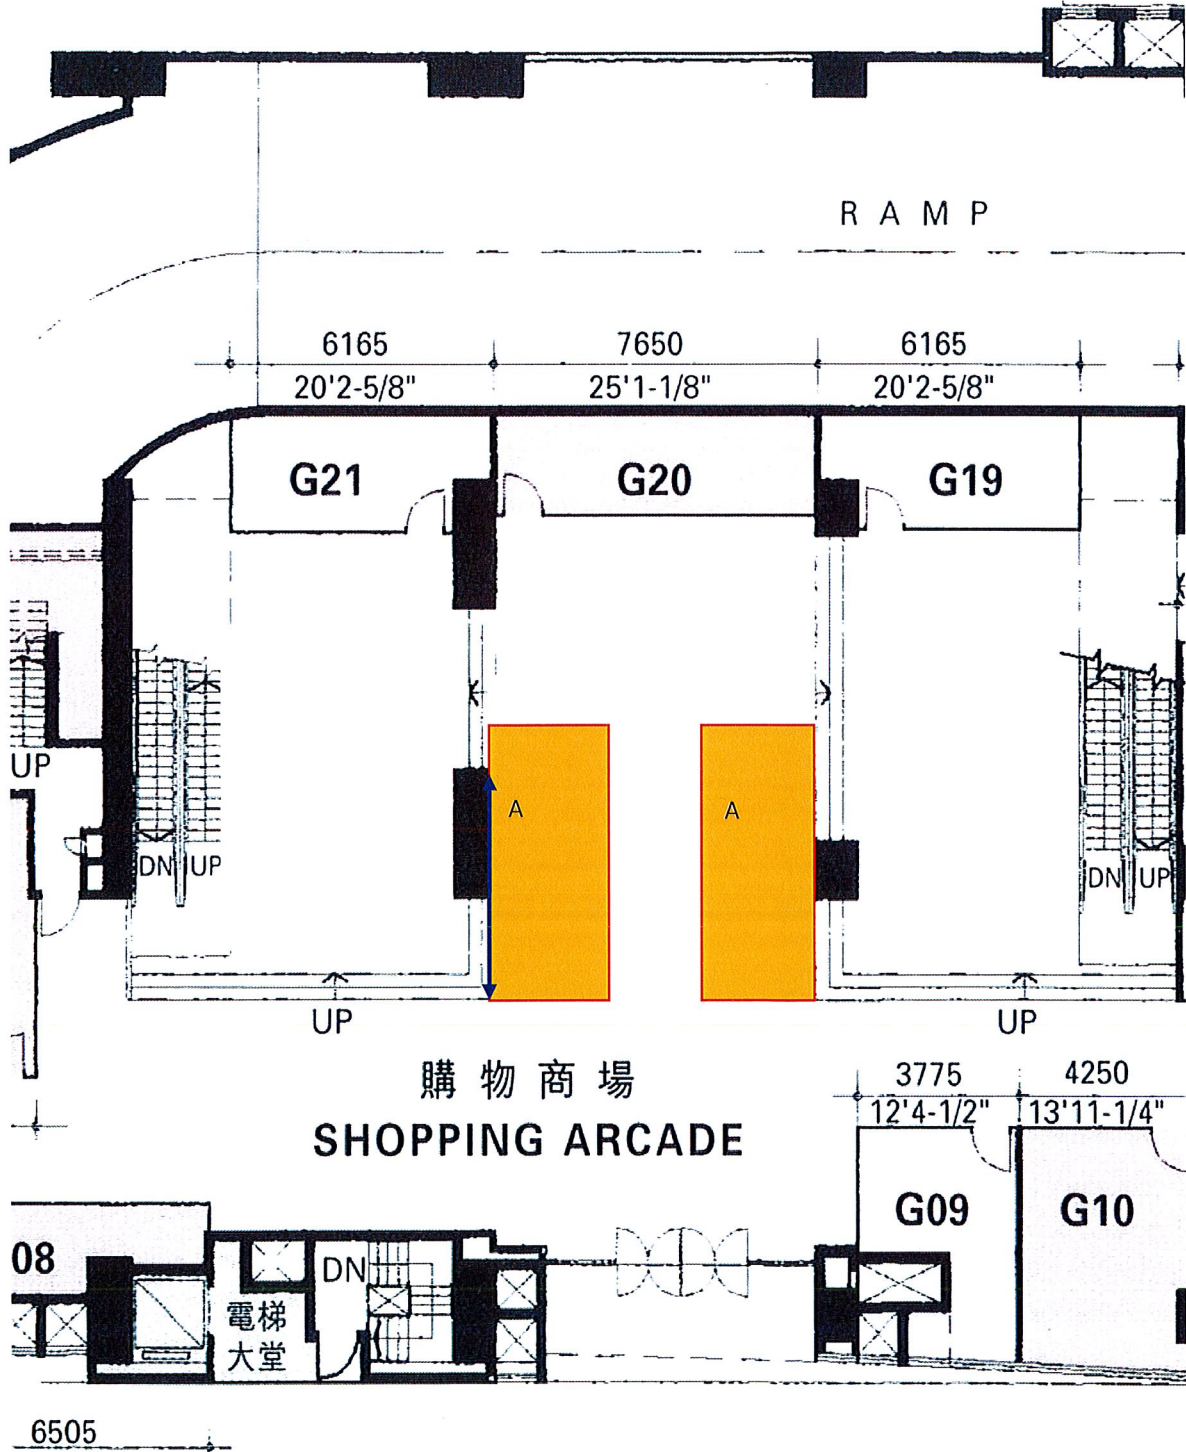 RAMP
6165
7650
6165
20'2-5/8"
25'1-1/8"
20'2-5/8"
G21
G20
G19
UP
A
A
DN
UP
DN
UP
UP
UP
購物商場
SHOPPING ARCADE
3775
4250
12'4-1/2"
13'11-1/4"
G09
G10
08
DN
電梯
大堂
6505